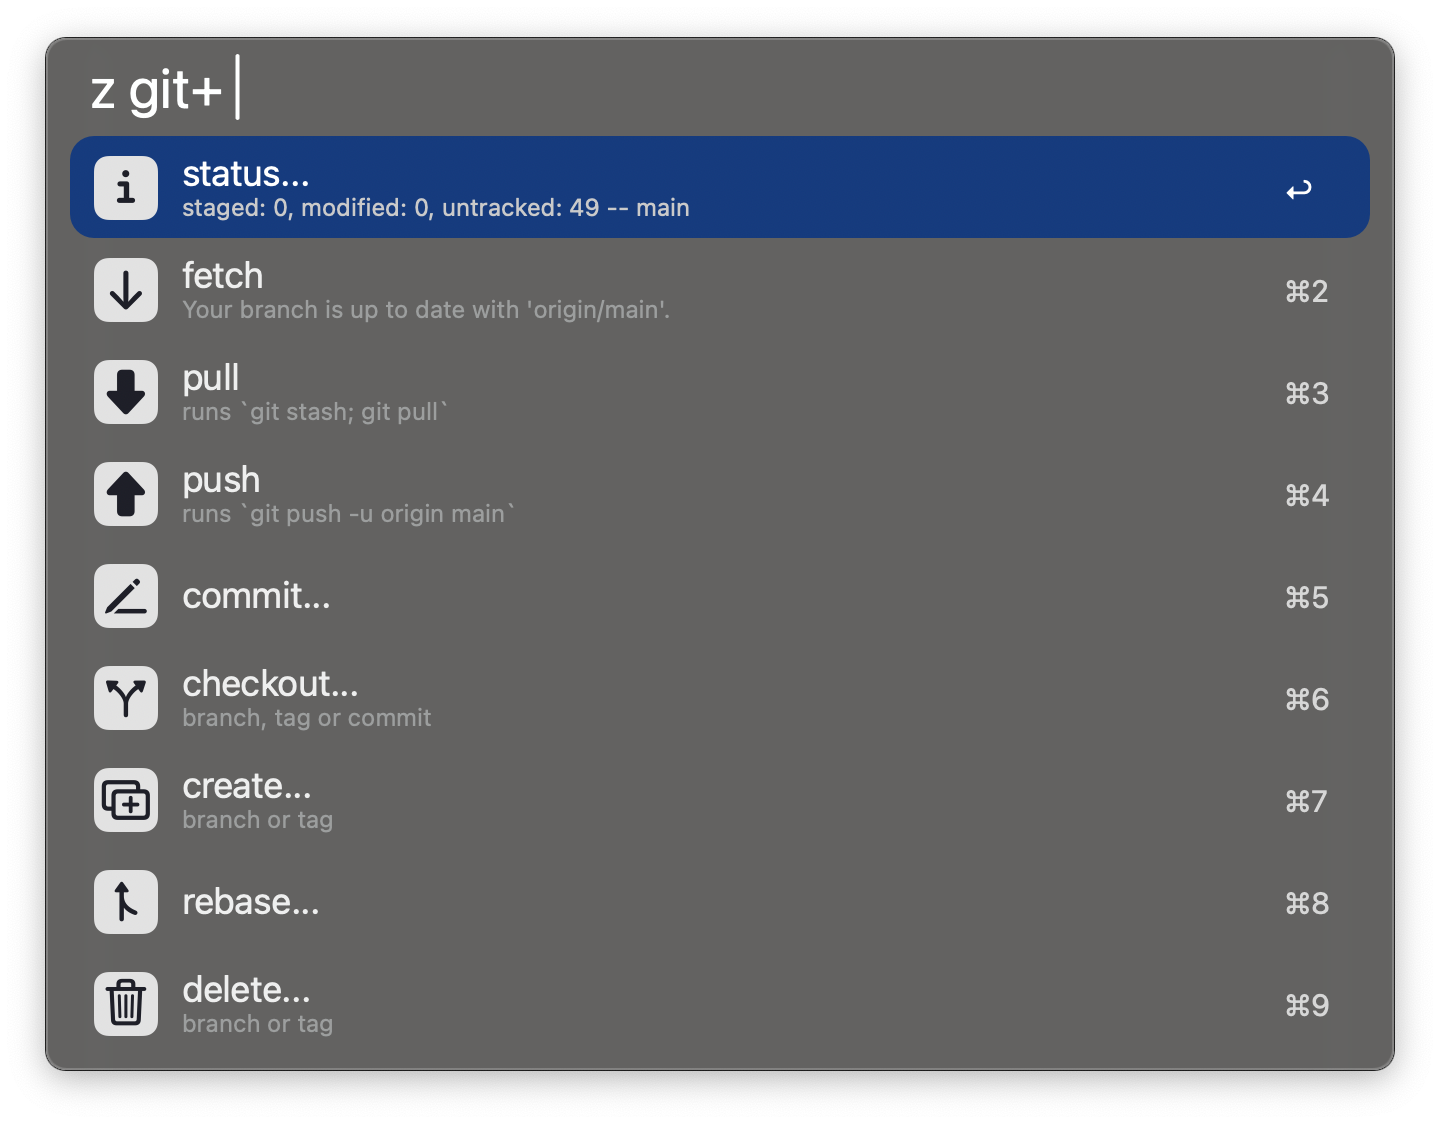 z git+
status...
staged: 0, modified: 0, untracked: 49 -- main
fetch
Your branch is up to date with 'origin/main'.
⌘2
pull
runs `git stash; git pull`
⌘3
push
runs `git push -u origin main`
⌘4
commit...
⌘5
checkout...
branch, tag or commit
⌘6
create...
branch or tag
⌘7
rebase...
⌘8
delete...
branch or tag
⌘9